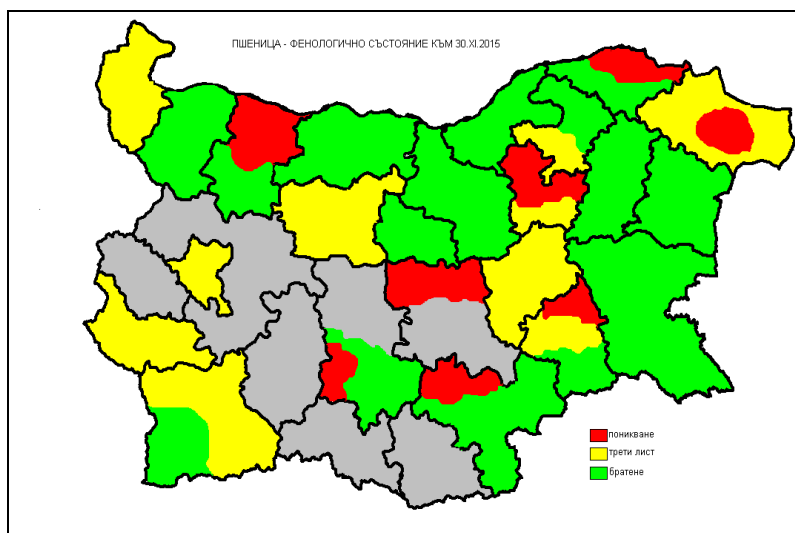 ПШЕНИЦА - ФЕНОЛОГИЧНО СЪСТОЯНИЕ КЪМ 30.XI.2015
поникване
трети лист
братене